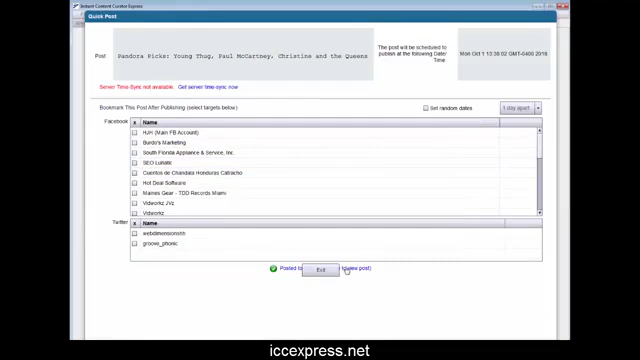 Instant Content Curator Express
Quick Post
Post
Pandora Picks: Young Thug, Paul McCartney, Christine and the Queens
The post will be scheduled to publish at the following Date/Time
Mon Oct 1 13:38:02 GMT-0400 2018
Server Time-Sync not available. Get server time-sync now
Bookmark This Post After Publishing (select targets below)
Set random dates
1 day apart
Facebook
x Name
HJH (Main FB Account)
Burdo's Marketing
South Florida Appliance & Service, Inc.
SEO Lunatic
Cuentos de Chandala Honduras Catracho
Hot Deal Software
Maines Gear - TDD Records Miami
Vidworkz JVz
Vidworkz
Twitter
x Name
webdimensionshh
groove_phonic
Posted to
Exit
view post)
iccexpress.net